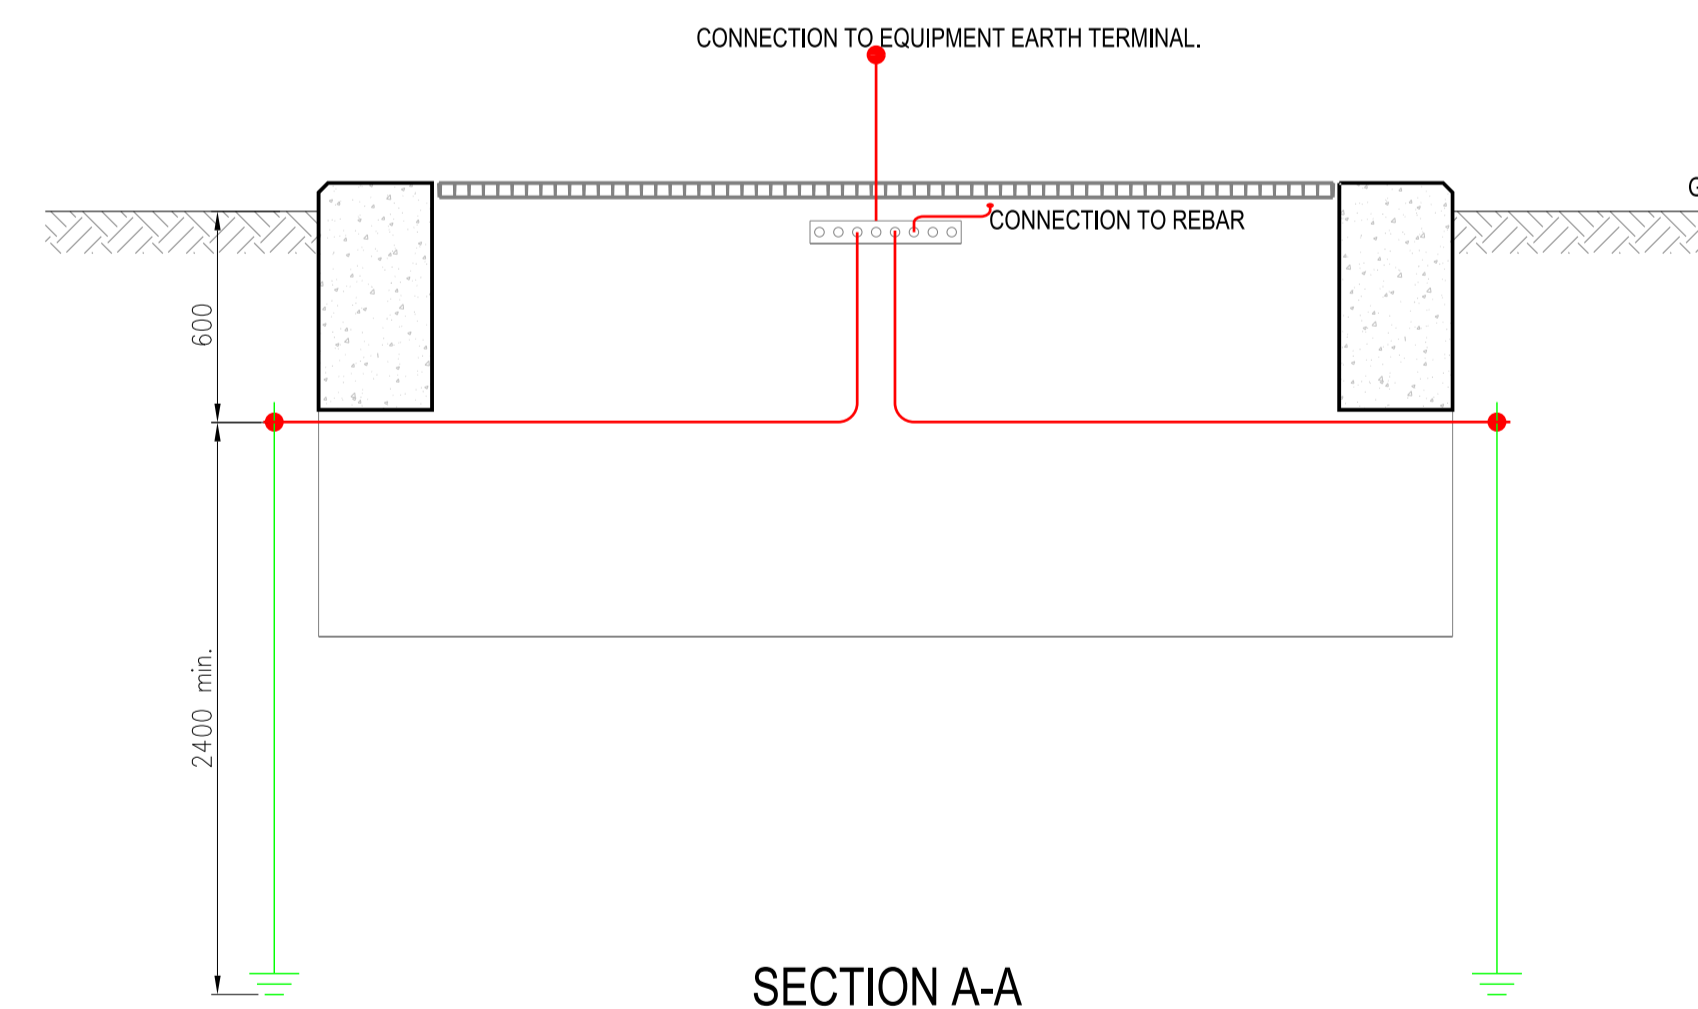 CONNECTION TO EQUIPMENT EARTH TERMINAL.
G
CONNECTION TO REBAR
600
2400 min.
SECTION A-A